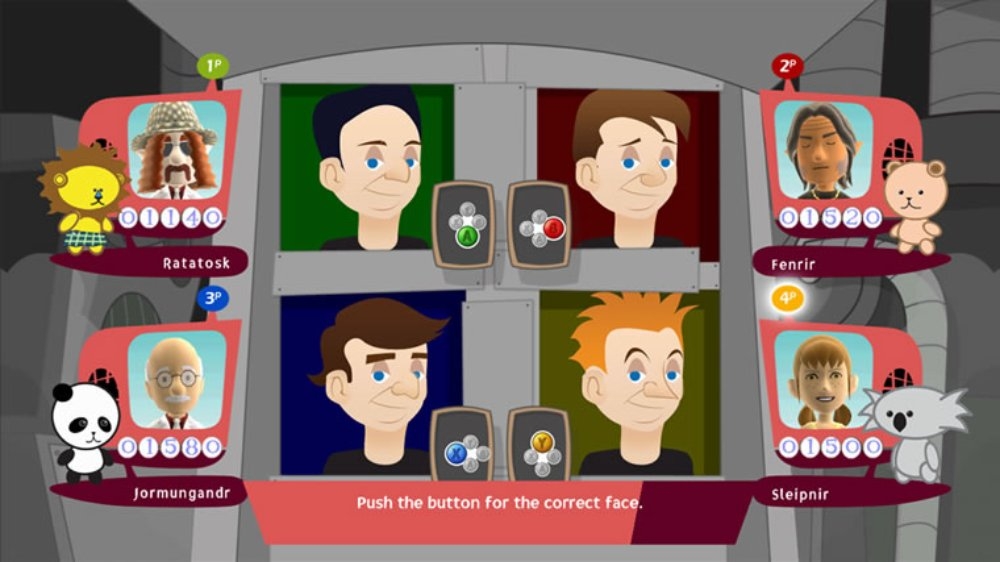 1P
2P
01140
01520
Ratatosk
Fenrir
A
B
3P
4P
01580
01500
X
Y
Jormungandr
Sleipnir
Push the button for the correct face.